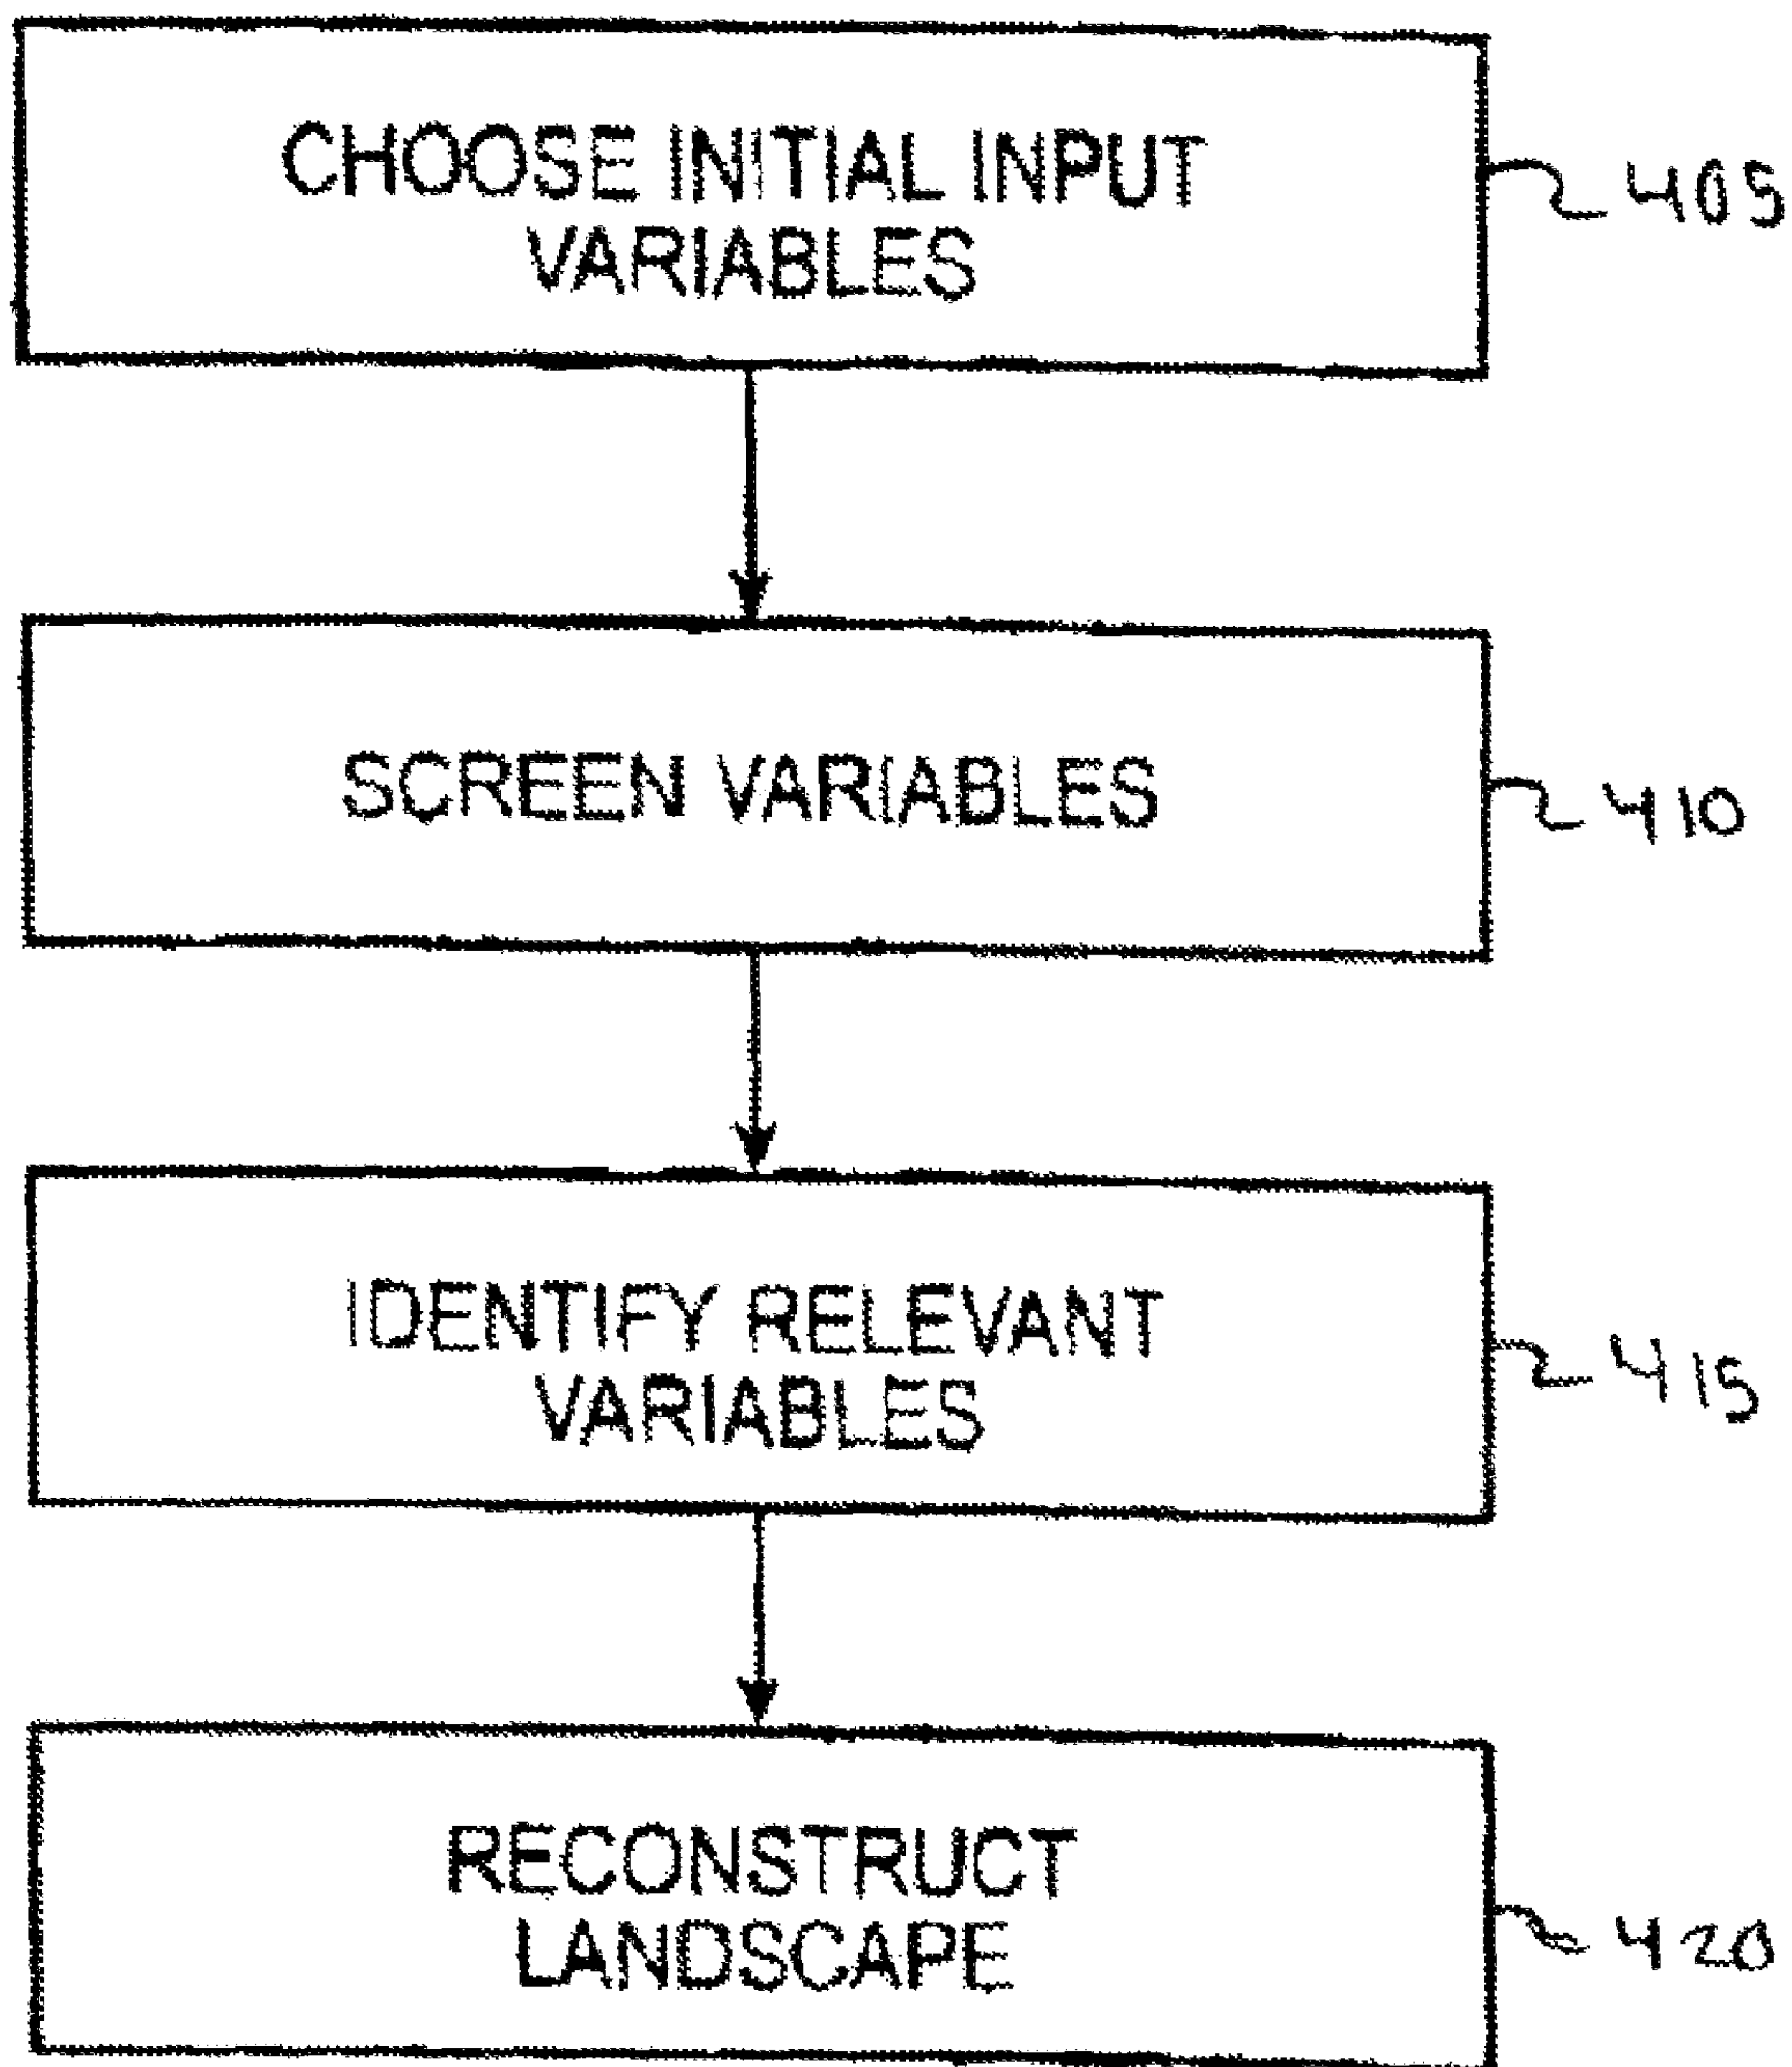 CHOOSE INITIAL INPUT
VARIABLES
405
SCREEN VARIABLES
410
IDENTIFY RELEVANT
VARIABLES
415
RECONSTRUCT
LANDSCAPE
420